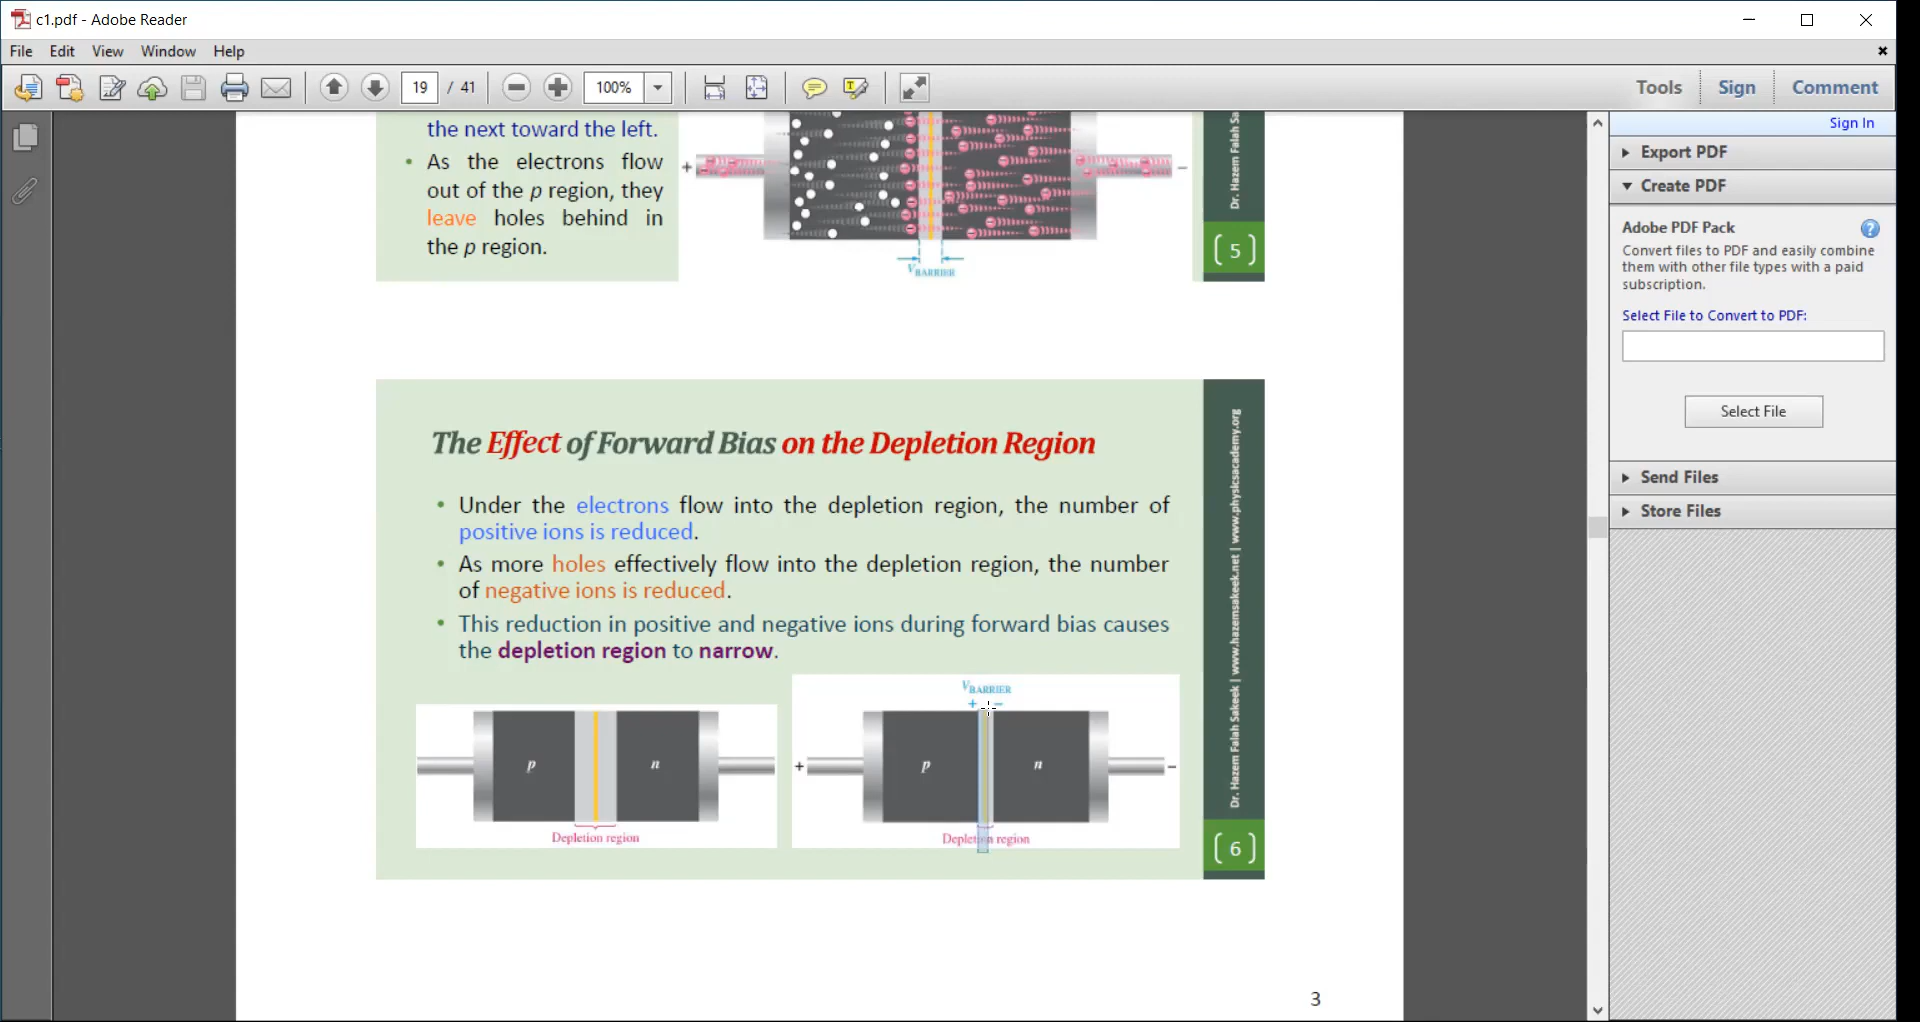 c1.pdf - Adobe Reader
File Edit View Window Help
19 / 41
100%
Tools Sign Comment
Sign In
Export PDF
Create PDF
Adobe PDF Pack
Convert files to PDF and easily combine
them with other file types with a paid
subscription.
Select File to Convert to PDF:
Select File
Send Files
Store Files
the next toward the left.
• As the electrons flow
out of the p region, they
leave holes behind in
the p region.
+ −
VBARRIER
Dr. Hazem Falah Sa
[ 5 ]
The Effect of Forward Bias on the Depletion Region
• Under the electrons flow into the depletion region, the number of
positive ions is reduced.
• As more holes effectively flow into the depletion region, the number
of negative ions is reduced.
• This reduction in positive and negative ions during forward bias causes
the depletion region to narrow.
p n
Depletion region
VBARRIER
+ −
+ p n −
Depletion region
Dr. Hazem Falah Sakeek | www.hazemsakeek.net | www.physicsacademy.org
[ 6 ]
3